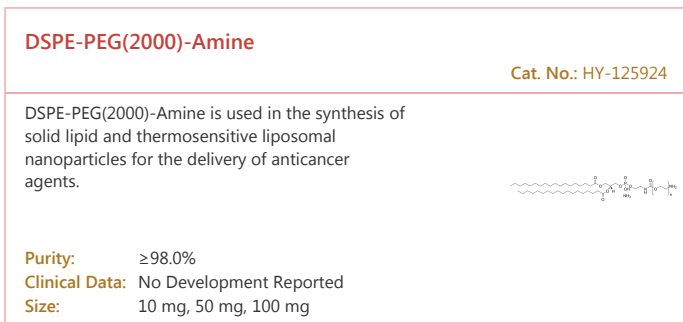 DSPE-PEG(2000)-Amine
Cat. No.: HY-125924
DSPE-PEG(2000)-Amine is used in the synthesis of
solid lipid and thermosensitive liposomal
nanoparticles for the delivery of anticancer
agents.
Purity: ≥98.0%
Clinical Data: No Development Reported
Size: 10 mg, 50 mg, 100 mg